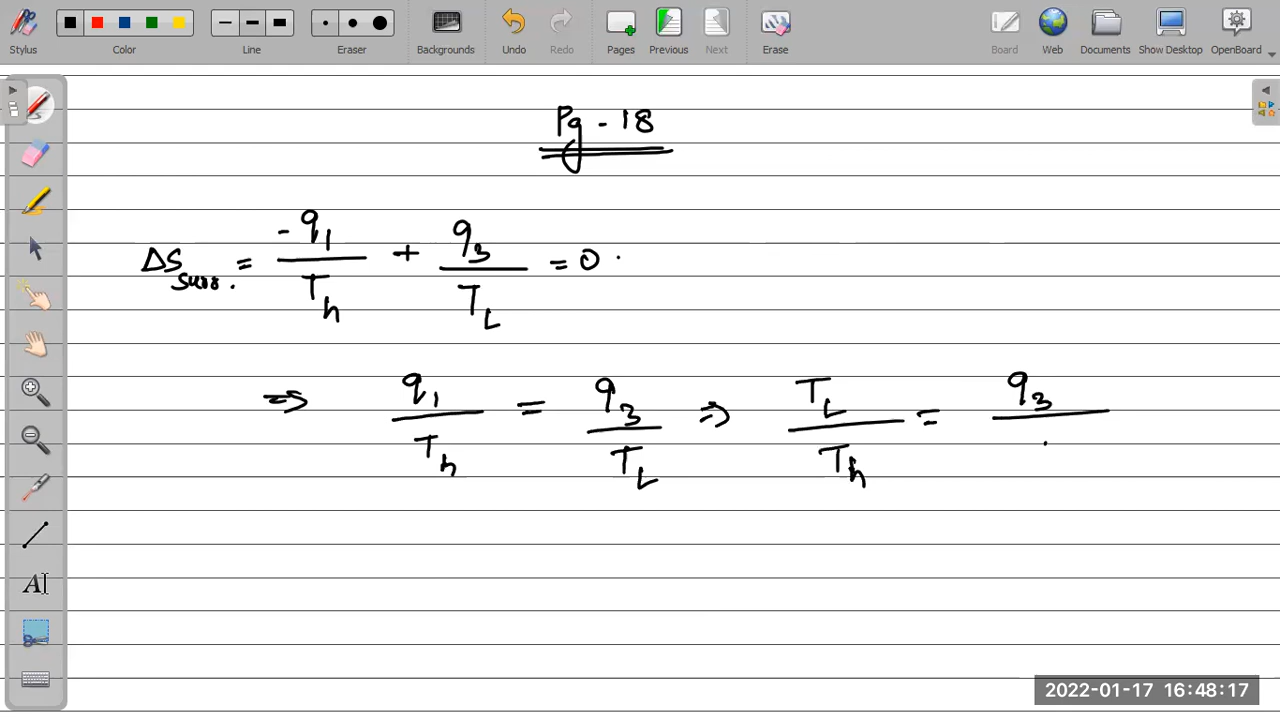 Stylus Color Line Eraser Backgrounds Undo Redo Pages Previous Next Erase Board Web Documents Show Desktop OpenBoard
Pg - 18
ΔS_surr. = -q_1/T_h + q_3/T_L = 0
⇒ q_1/T_h = q_3/T_L ⇒ T_L/T_h = q_3/
2022-01-17 16:48:17